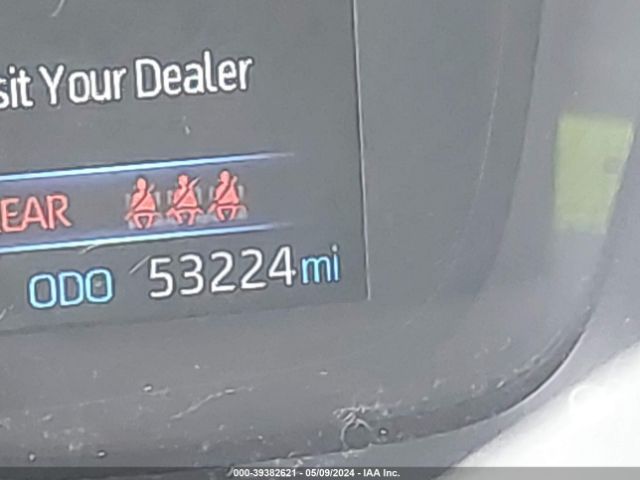 sit Your Dealer
EAR
ODO 53224mi
000-39382621 - 05/09/2024 - IAA Inc.